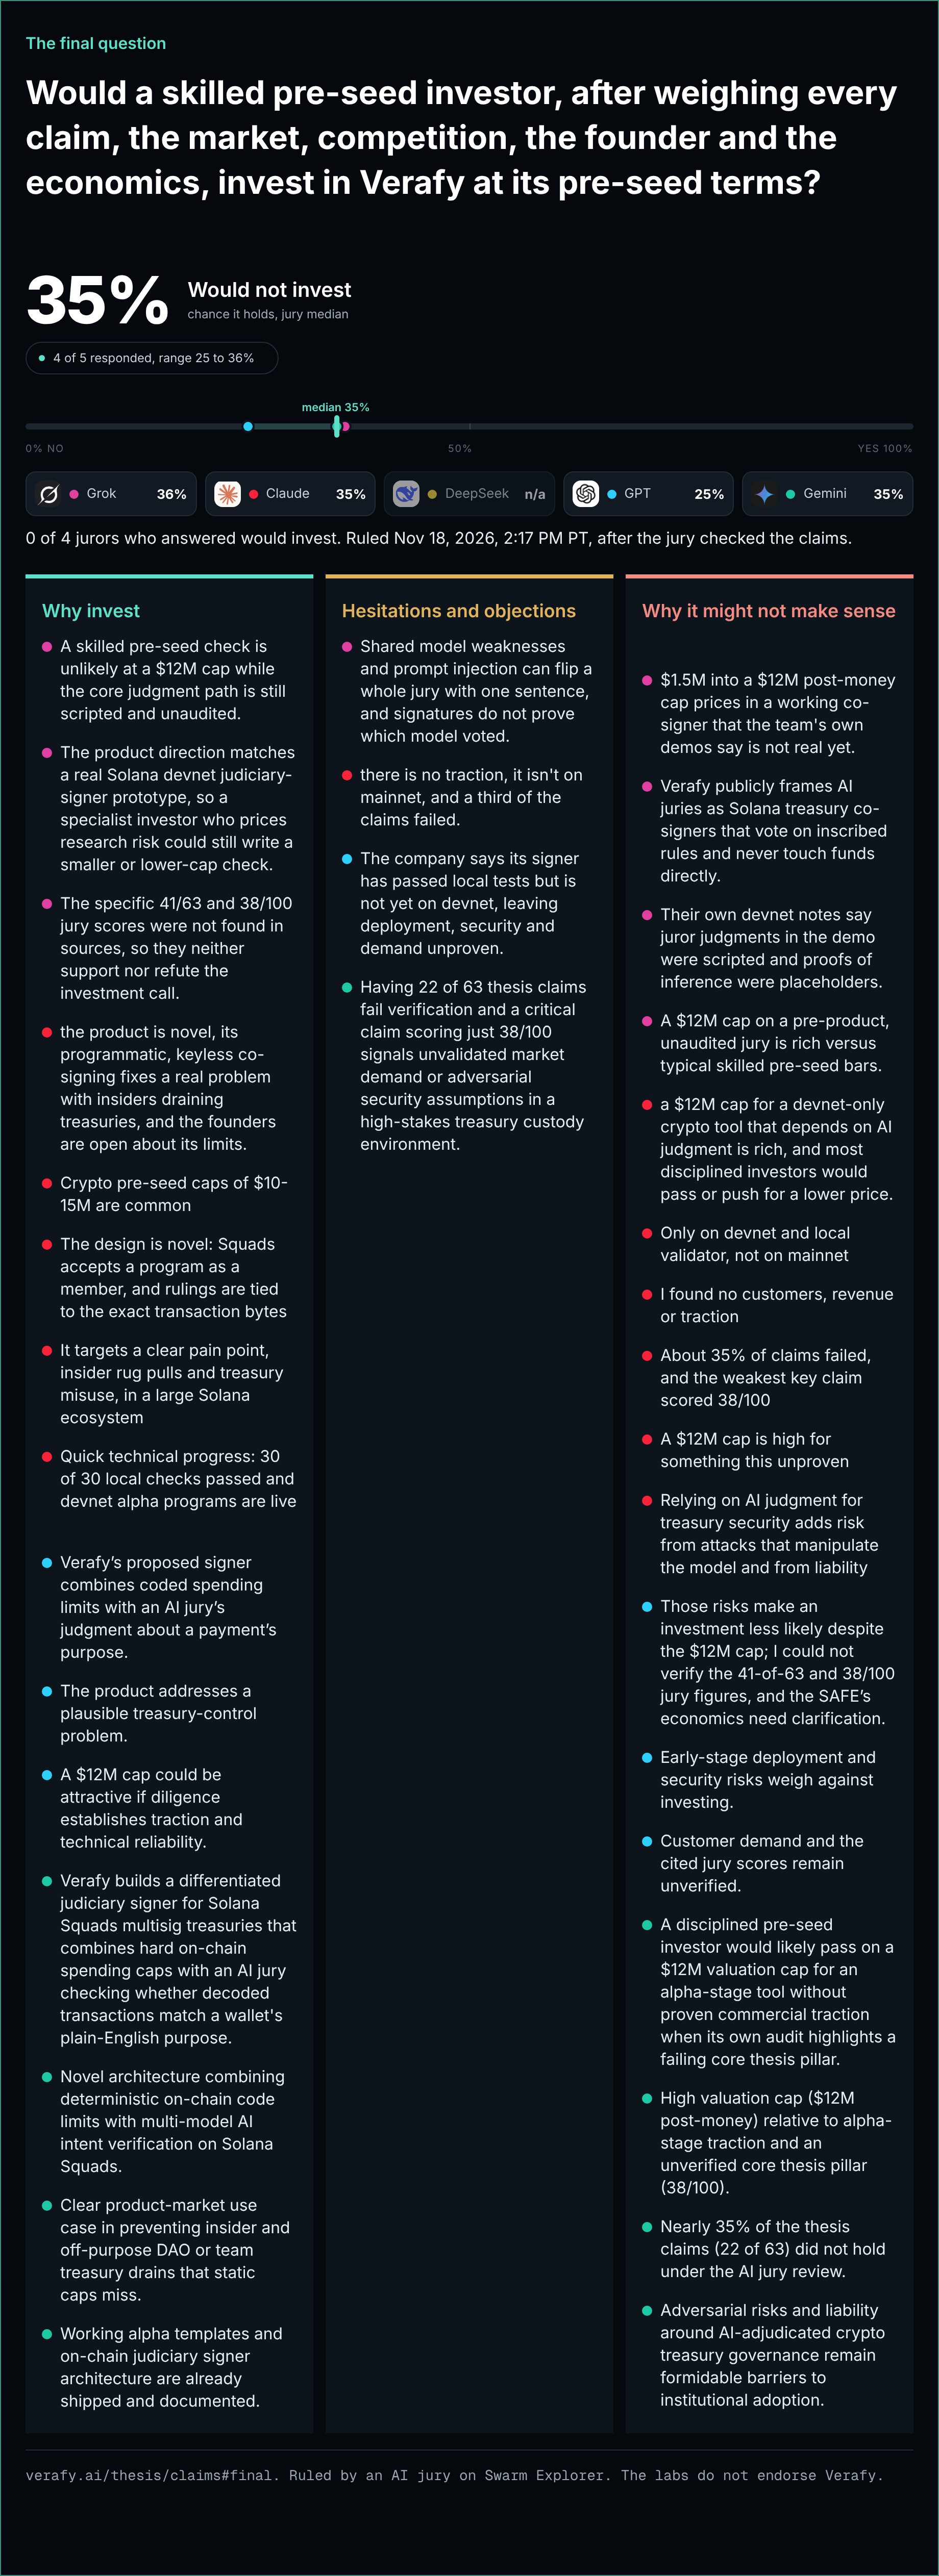 The final question
Would a skilled pre-seed investor, after weighing every
claim, the market, competition, the founder and the
economics, invest in Verafy at its pre-seed terms?
35%
Would not invest
chance it holds, jury median
4 of 5 responded, range 25 to 36%
median 35%
0% NO
50%
YES 100%
Grok 36%
Claude 35%
DeepSeek n/a
GPT 25%
Gemini 35%
0 of 4 jurors who answered would invest. Ruled Nov 18, 2026, 2:17 PM PT, after the jury checked the claims.
Why invest
A skilled pre-seed check is
unlikely at a $12M cap while
the core judgment path is still
scripted and unaudited.
The product direction matches
a real Solana devnet judiciary-
signer prototype, so a
specialist investor who prices
research risk could still write a
smaller or lower-cap check.
The specific 41/63 and 38/100
jury scores were not found in
sources, so they neither
support nor refute the
investment call.
the product is novel, its
programmatic, keyless co-
signing fixes a real problem
with insiders draining
treasuries, and the founders
are open about its limits.
Crypto pre-seed caps of $10-
15M are common
The design is novel: Squads
accepts a program as a
member, and rulings are tied
to the exact transaction bytes
It targets a clear pain point,
insider rug pulls and treasury
misuse, in a large Solana
ecosystem
Quick technical progress: 30
of 30 local checks passed and
devnet alpha programs are live
Verafy’s proposed signer
combines coded spending
limits with an AI jury’s
judgment about a payment’s
purpose.
The product addresses a
plausible treasury-control
problem.
A $12M cap could be
attractive if diligence
establishes traction and
technical reliability.
Verafy builds a differentiated
judiciary signer for Solana
Squads multisig treasuries that
combines hard on-chain
spending caps with an AI jury
checking whether decoded
transactions match a wallet's
plain-English purpose.
Novel architecture combining
deterministic on-chain code
limits with multi-model AI
intent verification on Solana
Squads.
Clear product-market use
case in preventing insider and
off-purpose DAO or team
treasury drains that static
caps miss.
Working alpha templates and
on-chain judiciary signer
architecture are already
shipped and documented.
Hesitations and objections
Shared model weaknesses
and prompt injection can flip a
whole jury with one sentence,
and signatures do not prove
which model voted.
there is no traction, it isn't on
mainnet, and a third of the
claims failed.
The company says its signer
has passed local tests but is
not yet on devnet, leaving
deployment, security and
demand unproven.
Having 22 of 63 thesis claims
fail verification and a critical
claim scoring just 38/100
signals unvalidated market
demand or adversarial
security assumptions in a
high-stakes treasury custody
environment.
Why it might not make sense
$1.5M into a $12M post-money
cap prices in a working co-
signer that the team's own
demos say is not real yet.
Verafy publicly frames AI
juries as Solana treasury co-
signers that vote on inscribed
rules and never touch funds
directly.
Their own devnet notes say
juror judgments in the demo
were scripted and proofs of
inference were placeholders.
A $12M cap on a pre-product,
unaudited jury is rich versus
typical skilled pre-seed bars.
a $12M cap for a devnet-only
crypto tool that depends on AI
judgment is rich, and most
disciplined investors would
pass or push for a lower price.
Only on devnet and local
validator, not on mainnet
I found no customers, revenue
or traction
About 35% of claims failed,
and the weakest key claim
scored 38/100
A $12M cap is high for
something this unproven
Relying on AI judgment for
treasury security adds risk
from attacks that manipulate
the model and from liability
Those risks make an
investment less likely despite
the $12M cap; I could not
verify the 41-of-63 and 38/100
jury figures, and the SAFE’s
economics need clarification.
Early-stage deployment and
security risks weigh against
investing.
Customer demand and the
cited jury scores remain
unverified.
A disciplined pre-seed
investor would likely pass on a
$12M valuation cap for an
alpha-stage tool without
proven commercial traction
when its own audit highlights a
failing core thesis pillar.
High valuation cap ($12M
post-money) relative to alpha-
stage traction and an
unverified core thesis pillar
(38/100).
Nearly 35% of the thesis
claims (22 of 63) did not hold
under the AI jury review.
Adversarial risks and liability
around AI-adjudicated crypto
treasury governance remain
formidable barriers to
institutional adoption.
verafy.ai/thesis/claims#final. Ruled by an AI jury on Swarm Explorer. The labs do not endorse Verafy.